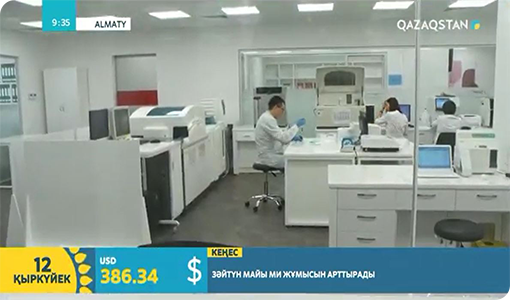 9:35 ALMATY
QAZAQSTAN
12 ҚЫРКҮЙЕК
USD
386.34
$
КЕҢЕС
ЗӘЙТҮН МАЙЫ МИ ЖҰМЫСЫН АРТТЫРАДЫ